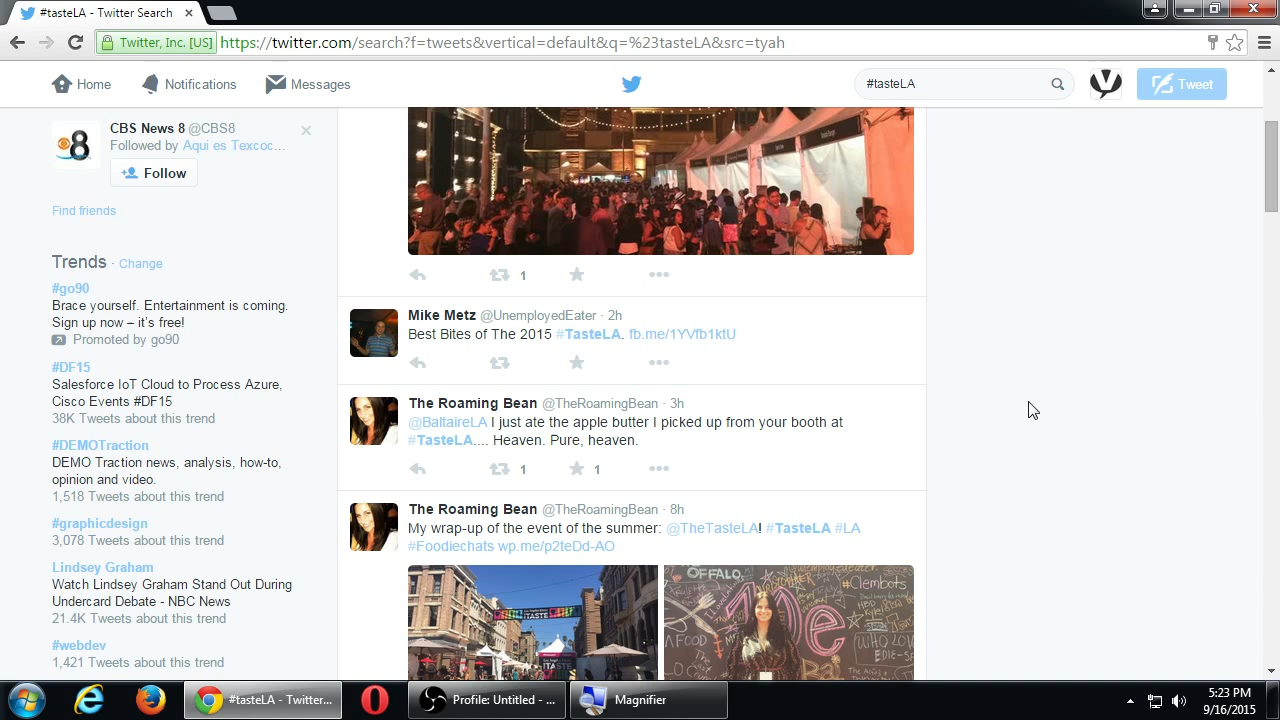 #tasteLA - Twitter Search
Twitter, Inc. [US] https://twitter.com/search?f=tweets&vertical=default&q=%23tasteLA&src=tyah
Home Notifications Messages #tasteLA Tweet
CBS News 8 @CBS8
Followed by Aqui es Texcoc...
Follow
Find friends
Trends · Change
#go90
Brace yourself. Entertainment is coming.
Sign up now – it's free!
Promoted by go90
#DF15
Salesforce IoT Cloud to Process Azure,
Cisco Events #DF15
38K Tweets about this trend
#DEMOTraction
DEMO Traction news, analysis, how-to,
opinion and video.
1,518 Tweets about this trend
#graphicdesign
3,078 Tweets about this trend
Lindsey Graham
Watch Lindsey Graham Stand Out During
Undercard Debate - NBC News
21.4K Tweets about this trend
#webdev
1,421 Tweets about this trend
1
Mike Metz @UnemployedEater · 2h
Best Bites of The 2015 #TasteLA. fb.me/1YVfb1ktU
The Roaming Bean @TheRoamingBean · 3h
@BaltaireLA I just ate the apple butter I picked up from your booth at
#TasteLA.... Heaven. Pure, heaven.
1 1
The Roaming Bean @TheRoamingBean · 8h
My wrap-up of the event of the summer: @TheTasteLA! #TasteLA #LA
#Foodiechats wp.me/p2teDd-AO
OFFALO
#Clembots
TASTE
#tasteLA - Twitter... Profile: Untitled - ... Magnifier
5:23 PM
9/16/2015